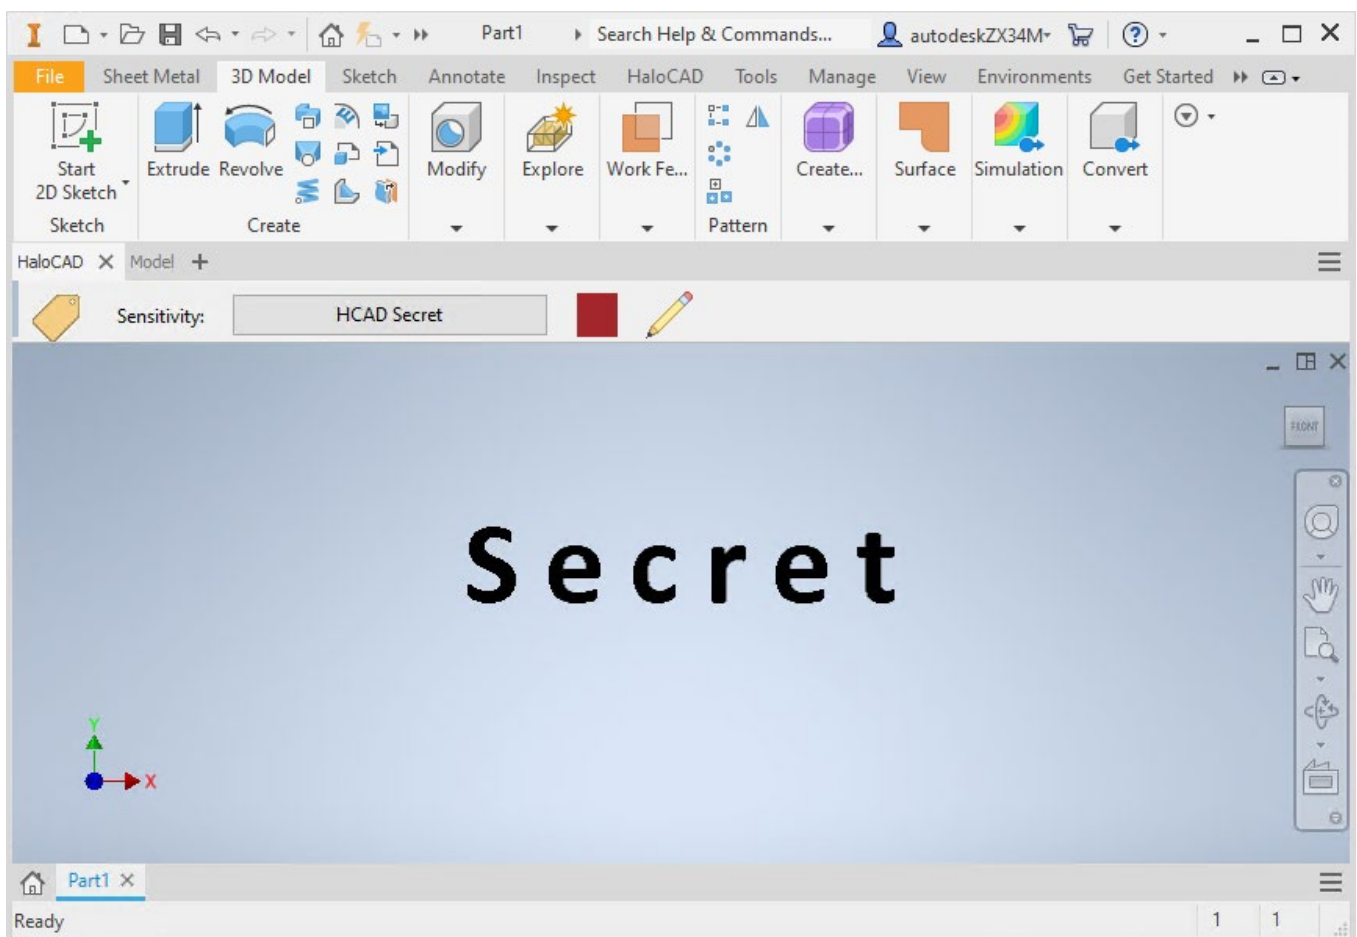 Part1 Search Help & Commands... autodeskZX34M
File Sheet Metal 3D Model Sketch Annotate Inspect HaloCAD Tools Manage View Environments Get Started
Start 2D Sketch Extrude Revolve Modify Explore Work Fe... Create... Surface Simulation Convert
Sketch Create Pattern
HaloCAD Model
Sensitivity: HCAD Secret
FRONT
Secret
Y
X
Part1
Ready 1 1